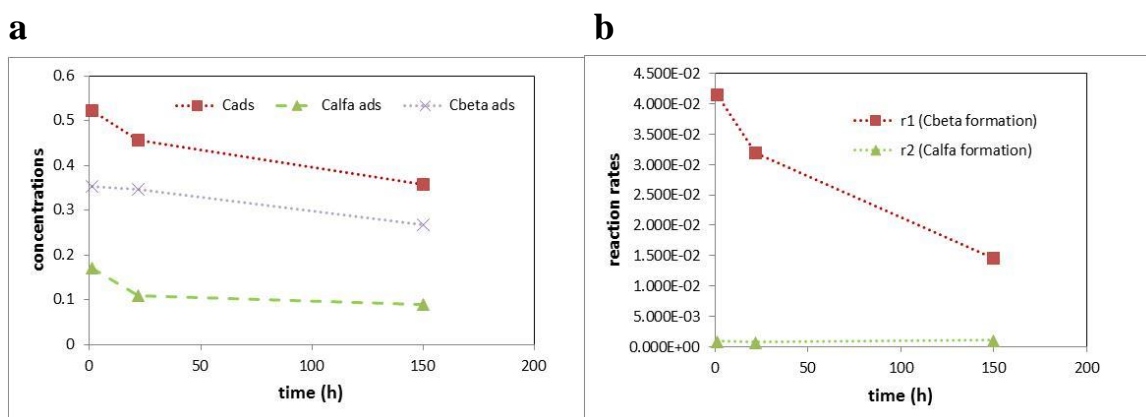 a
0.6
0.5
0.4
0.3
0.2
0.1
0
0
50
100
150
200
concentrations
time (h)
Cads
Calfa ads
Cbeta ads
b
4.500E-02
4.000E-02
3.500E-02
3.000E-02
2.500E-02
2.000E-02
1.500E-02
1.000E-02
5.000E-03
0.000E+00
0
50
100
150
200
reaction rates
time (h)
r1 (Cbeta formation)
r2 (Calfa formation)